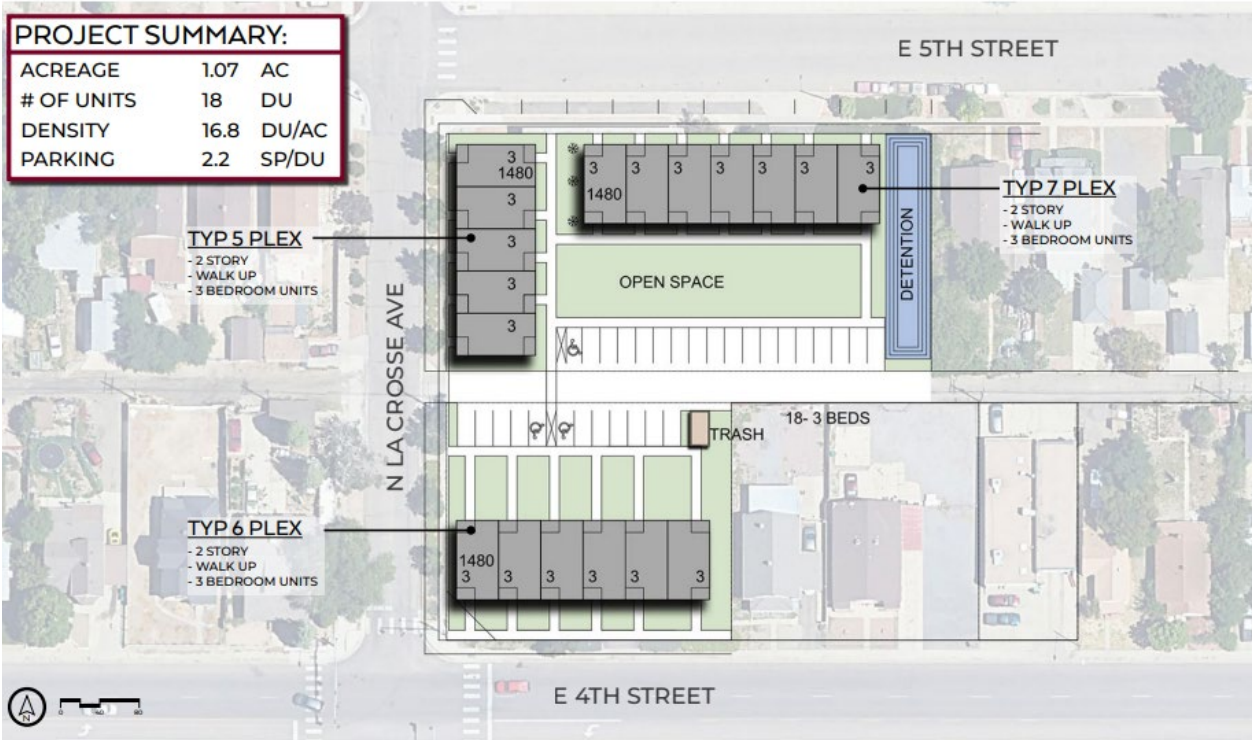 PROJECT SUMMARY:
ACREAGE 1.07 AC
# OF UNITS 18 DU
DENSITY 16.8 DU/AC
PARKING 2.2 SP/DU
E 5TH STREET
3
1480
3
3
3
3
3 3 3 3 3 3 3
1480
TYP 7 PLEX
- 2 STORY
- WALK UP
- 3 BEDROOM UNITS
TYP 5 PLEX
- 2 STORY
- WALK UP
- 3 BEDROOM UNITS
DETENTION
OPEN SPACE
N LA CROSSE AVE
18- 3 BEDS
TRASH
TYP 6 PLEX
- 2 STORY
- WALK UP
- 3 BEDROOM UNITS
1480
3 3 3 3 3 3
E 4TH STREET
N
0 40 80